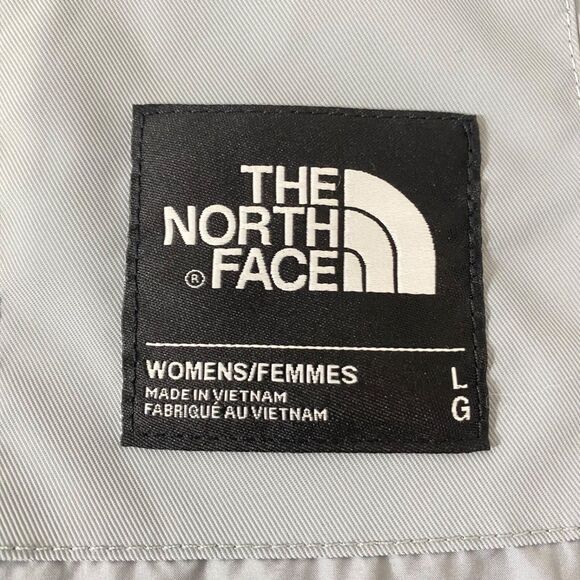 THE
NORTH
® FACE
WOMENS/FEMMES L
MADE IN VIETNAM
FABRIQUÉ AU VIETNAM G